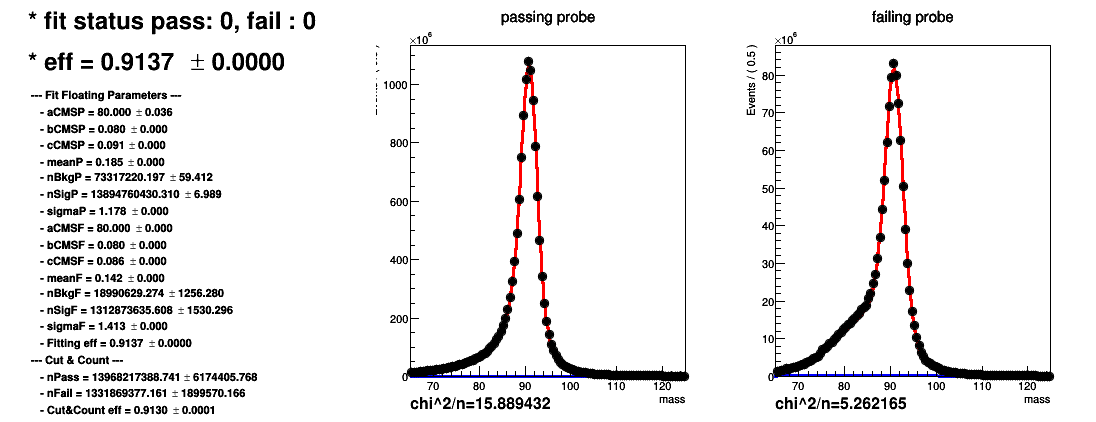 * fit status pass: 0, fail : 0
* eff = 0.9137 ± 0.0000
--- Fit Floating Parameters ---
- aCMSP = 80.000 ± 0.036
- bCMSP = 0.080 ± 0.000
- cCMSP = 0.091 ± 0.000
- meanP = 0.185 ± 0.000
- nBkgP = 73317220.197 ± 59.412
- nSigP = 13894760430.310 ± 6.989
- sigmaP = 1.178 ± 0.000
- aCMSF = 80.000 ± 0.000
- bCMSF = 0.080 ± 0.000
- cCMSF = 0.086 ± 0.000
- meanF = 0.142 ± 0.000
- nBkgF = 18990629.274 ± 1256.280
- nSigF = 1312873635.608 ± 1530.296
- sigmaF = 1.413 ± 0.000
- Fitting eff = 0.9137 ± 0.0000
--- Cut & Count ---
- nPass = 13968217388.741 ± 6174405.768
- nFail = 1331869377.161 ± 1899570.166
- Cut&Count eff = 0.9130 ± 0.0001
passing probe
×10⁶
1000
800
600
400
200
0
70 80 90 100 110 120
mass
chi^2/n=15.889432
failing probe
×10⁶
Events / ( 0.5 )
80
70
60
50
40
30
20
10
0
70 80 90 100 110 120
mass
chi^2/n=5.262165